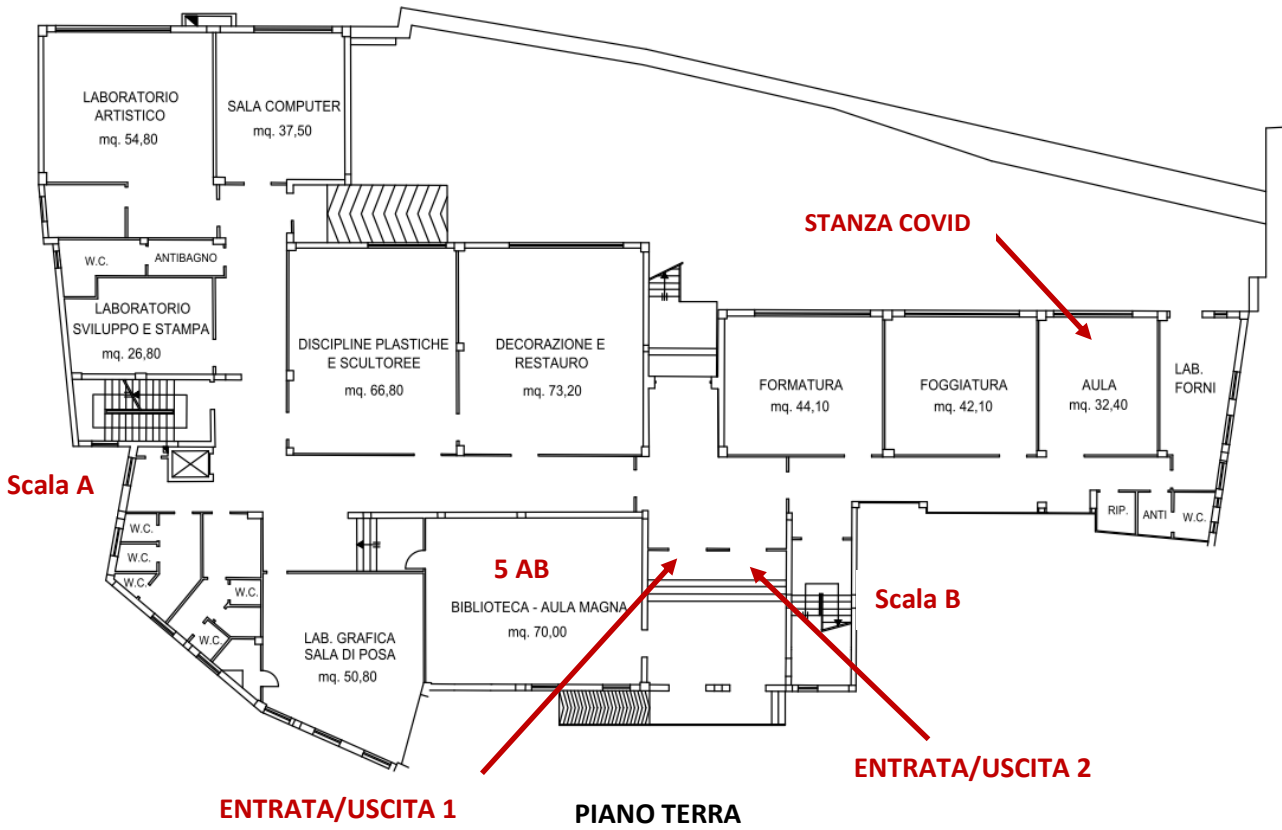 LABORATORIO
ARTISTICO
mq. 54,80
SALA COMPUTER
mq. 37,50
STANZA COVID
W.C.
ANTIBAGNO
LABORATORIO
SVILUPPO E STAMPA
mq. 26,80
DISCIPLINE PLASTICHE
E SCULTOREE
mq. 66,80
DECORAZIONE E
RESTAURO
mq. 73,20
FORMATURA
mq. 44,10
FOGGIATURA
mq. 42,10
AULA
mq. 32,40
LAB.
FORNI
Scala A
RIP.
ANTI
W.C.
W.C.
W.C.
W.C.
W.C.
W.C.
5 AB
BIBLIOTECA - AULA MAGNA
mq. 70,00
Scala B
LAB. GRAFICA
SALA DI POSA
mq. 50,80
ENTRATA/USCITA 2
ENTRATA/USCITA 1
PIANO TERRA